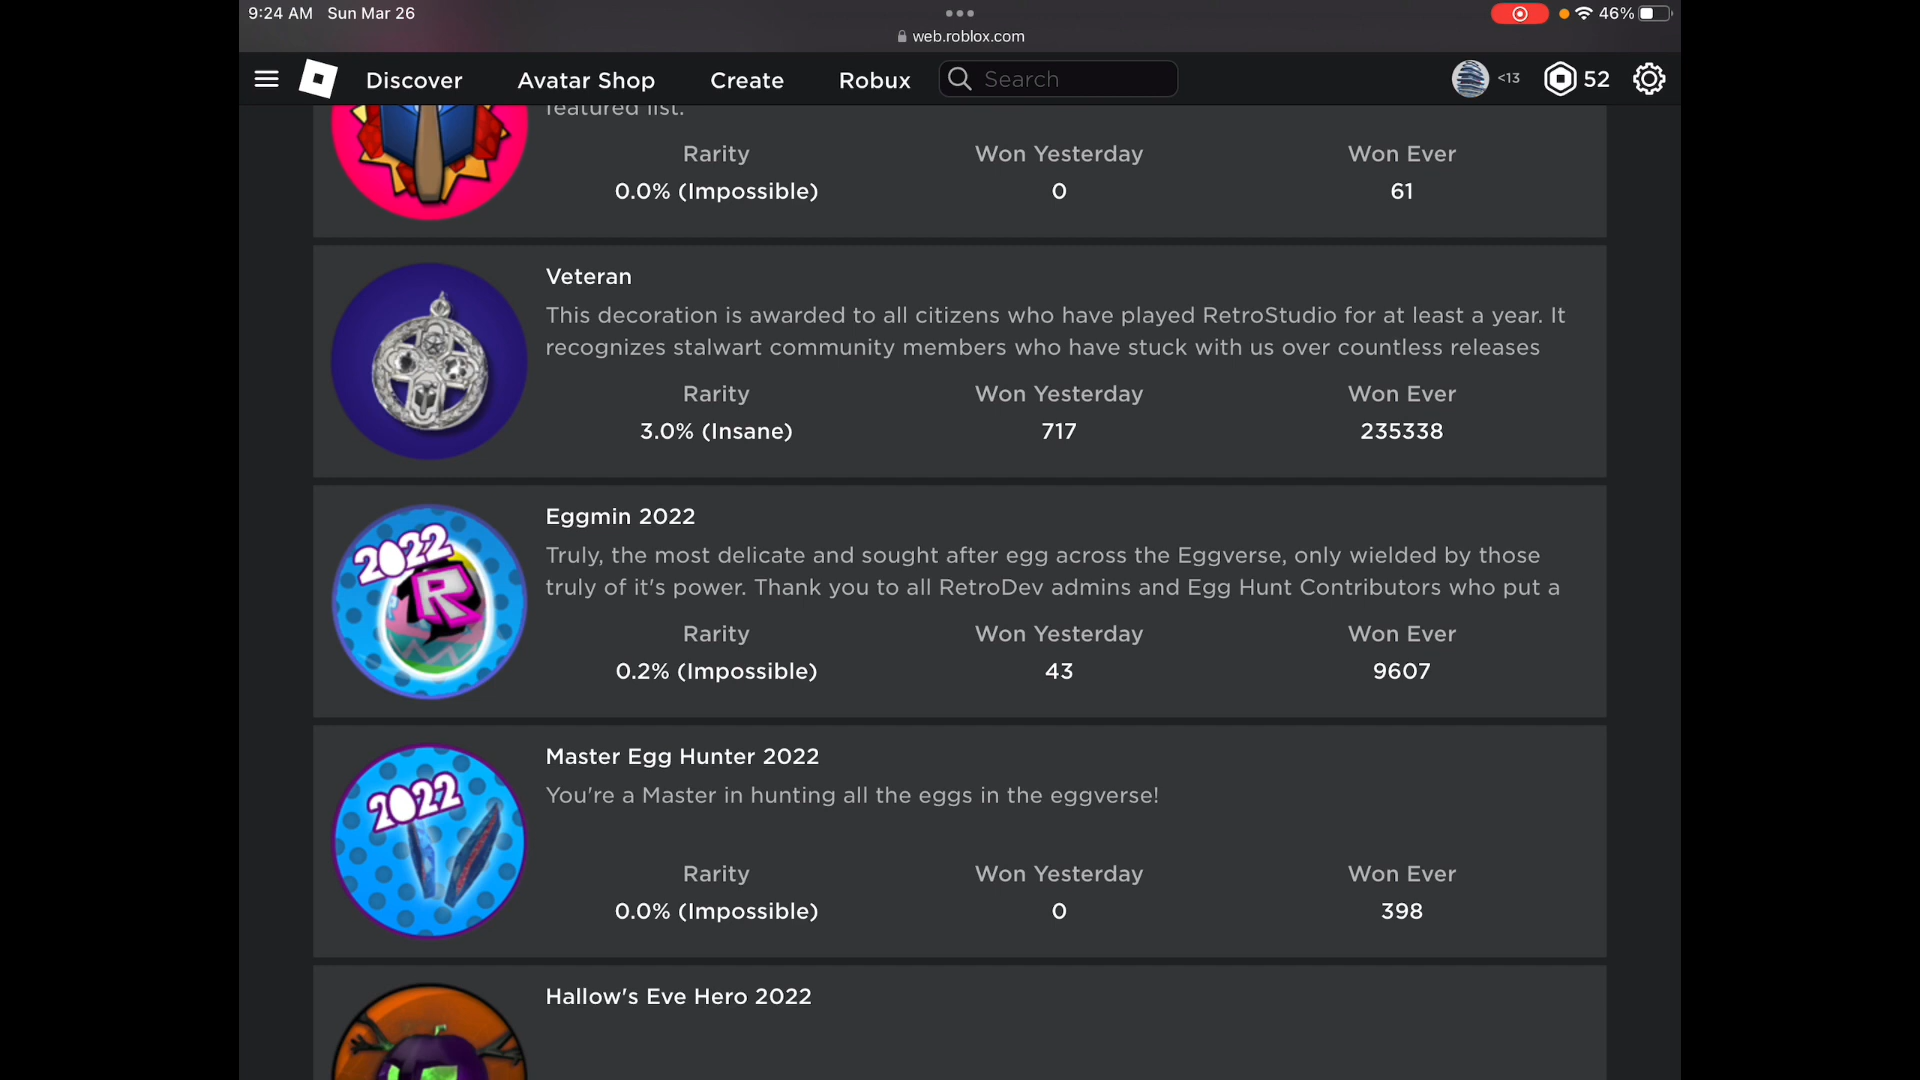 9:24 AM Sun Mar 26
46%
web.roblox.com
Discover Avatar Shop Create Robux Search <13 52
featured list.
Rarity Won Yesterday Won Ever
0.0% (Impossible) 0 61
Veteran
This decoration is awarded to all citizens who have played RetroStudio for at least a year. It
recognizes stalwart community members who have stuck with us over countless releases
Rarity Won Yesterday Won Ever
3.0% (Insane) 717 235338
2022
R
Eggmin 2022
Truly, the most delicate and sought after egg across the Eggverse, only wielded by those
truly of it's power. Thank you to all RetroDev admins and Egg Hunt Contributors who put a
Rarity Won Yesterday Won Ever
0.2% (Impossible) 43 9607
2022
Master Egg Hunter 2022
You're a Master in hunting all the eggs in the eggverse!
Rarity Won Yesterday Won Ever
0.0% (Impossible) 0 398
Hallow's Eve Hero 2022